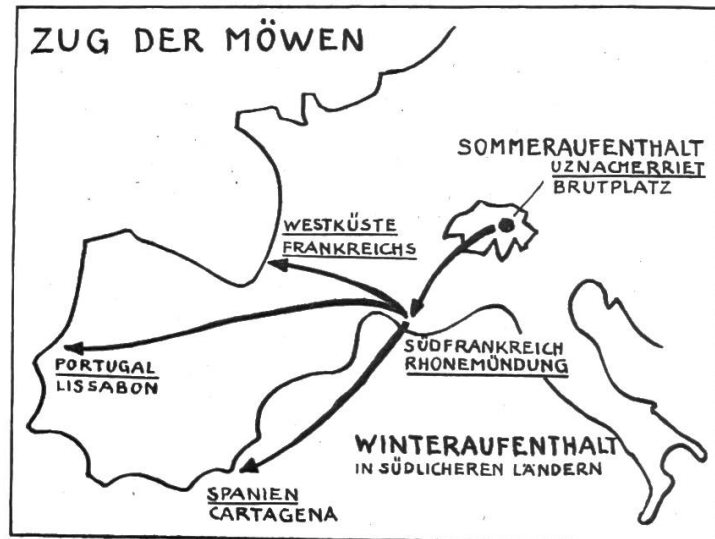 ZUG DER MÖWEN
SOMMERAUFENTHALT
UZNACHERRIET
BRUTPLATZ
WESTKÜSTE
FRANKREICHS
SÜDFRANKREICH
RHONEMÜNDUNG
PORTUGAL
LISSABON
WINTERAUFENTHALT
IN SÜDLICHEREN LÄNDERN
SPANIEN
CARTAGENA